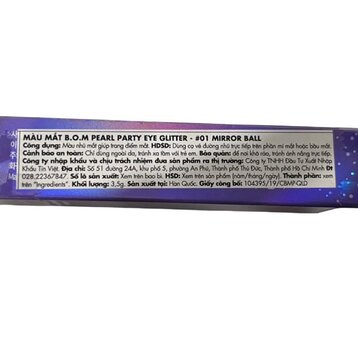 MÀU MẮT B.O.M PEARL PARTY EYE GLITTER - #01 MIRROR BALL
Công dụng: Màu nhũ mắt giúp trang điểm mắt. HDSD: Dùng cọ vẽ đường nhũ trực tiếp trên phần mí mắt hoặc bầu mắt.
Cảnh báo an toàn: Chỉ dùng ngoài da, tránh xa tầm với trẻ em. Bảo quản: để nơi khô ráo, tránh ánh nắng trực tiếp.
Công ty nhập khẩu và chịu trách nhiệm đưa sản phẩm ra thị trường: Công ty TNHH Đầu Tư Xuất Nhập
Khẩu Tín Việt. Địa chỉ: Số 51 đường 24A, khu phố 5, phường An Phú, Thành phố Thủ Đức, Thành phố Hồ Chí Minh Đt
028.22367847. Số lô sản xuất: Xem trên bao bì. HSD: Xem trên sản phẩm (năm/tháng/ngày). Thành phần: xem
trên "Ingredients". Khối lượng: 3,5g. Sản xuất tại: Hàn Quốc. Giấy công bố: 104395/19/CBMP-QLD